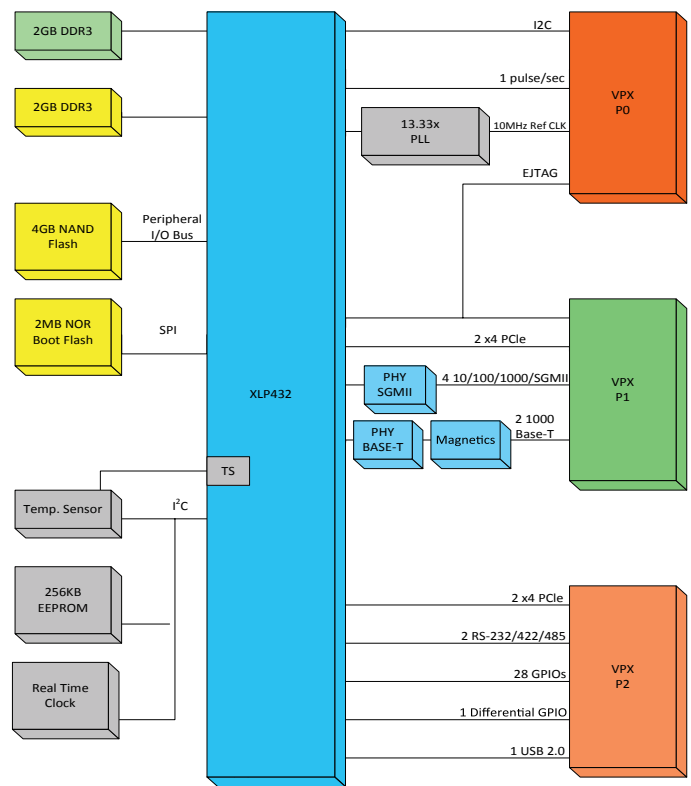 2GB DDR3
2GB DDR3
4GB NAND
Flash
Peripheral
I/O Bus
2MB NOR
Boot Flash
SPI
Temp. Sensor
I²C
256KB
EEPROM
Real Time
Clock
XLP432
TS
I2C
1 pulse/sec
13.33x
PLL
10MHz Ref CLK
EJTAG
VPX
P0
2 x4 PCIe
PHY
SGMII
4 10/100/1000/SGMII
PHY
BASE-T
Magnetics
2 1000
Base-T
VPX
P1
2 x4 PCIe
2 RS-232/422/485
28 GPIOs
1 Differential GPIO
1 USB 2.0
VPX
P2